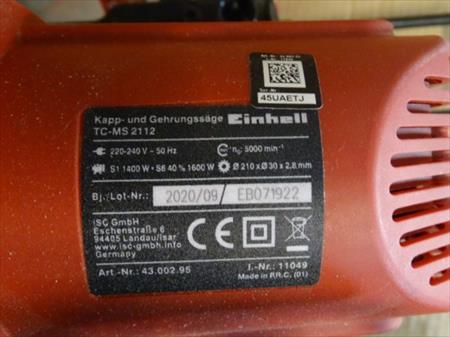 45UAETJ
Kapp- und Gehrungssäge Einhell
TC-MS 2112
220-240 V ~ 50 Hz n₀: 5000 min⁻¹
S1 1400 W · S6 40% 1600 W Ø 210 x Ø 30 x 2,8 mm
Bj./Lot-Nr.: 2020/09/ EB071922
iSC GmbH
Eschenstraße 6
94405 Landau/Isar
www.isc-gmbh.info
Germany
CE
Art.-Nr.: 43.002.95 I.-Nr.: 11049
Made in P.R.C. (01)